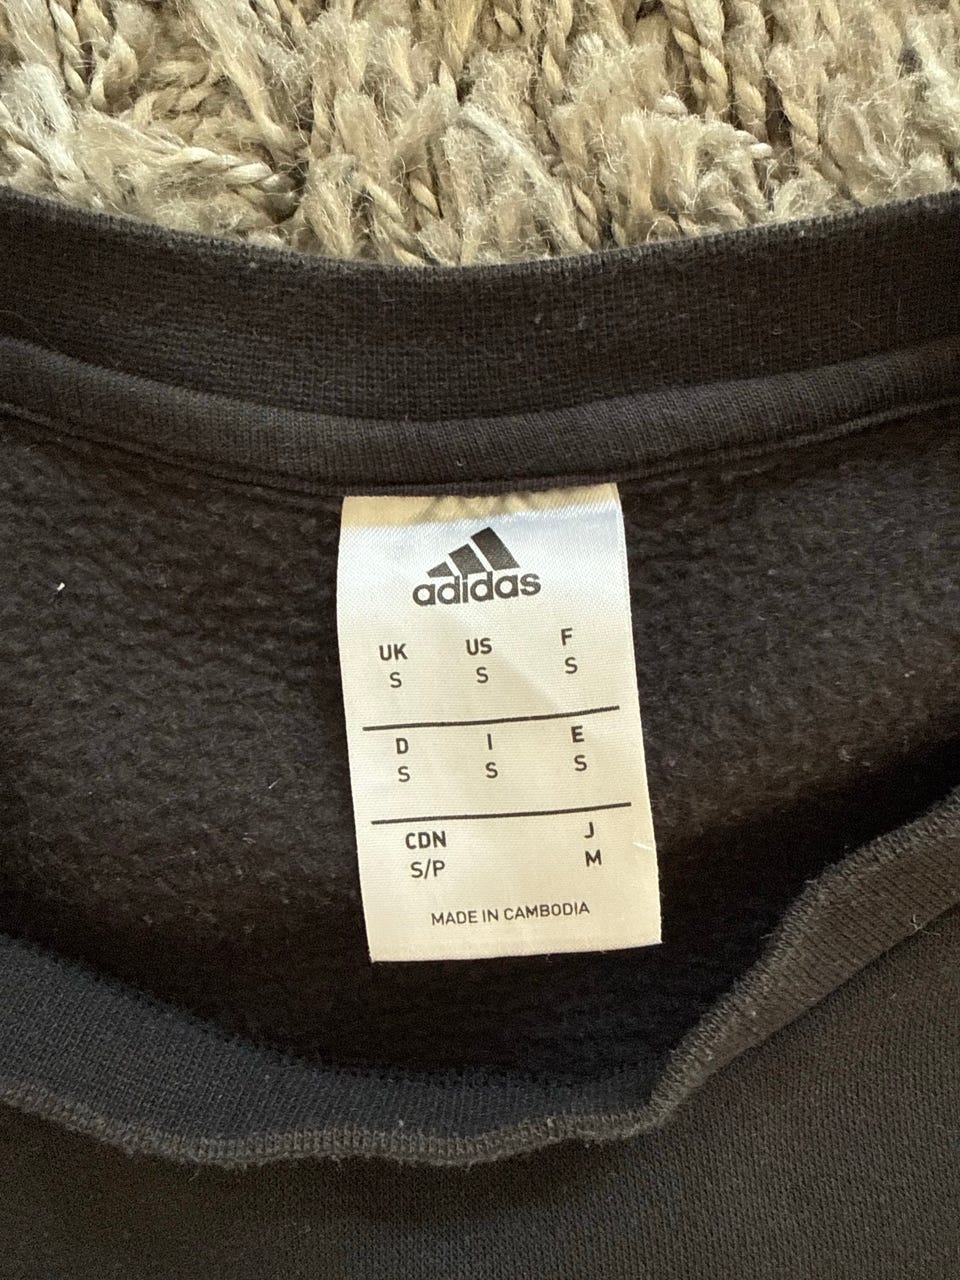 adidas
UK US F
S S S
D I E
S S S
CDN J
S/P M
MADE IN CAMBODIA